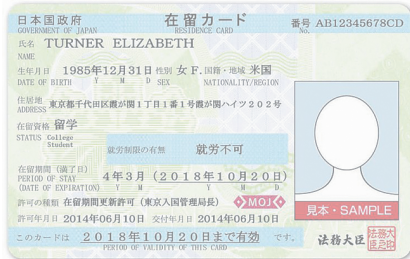 日本国政府 在留カード 番号 AB12345678CD
GOVERNMENT OF JAPAN RESIDENCE CARD No.
氏名 TURNER ELIZABETH
NAME
生年月日 1985年12月31日 性別 女 F. 国籍・地域 米国
DATE OF BIRTH Y M D SEX NATIONALITY/REGION
住居地 東京都千代田区霞が関1丁目1番1号霞が関ハイツ202号
ADDRESS
在留資格 留学
STATUS College
Student
就労制限の有無 就労不可
在留期間(満了日) 4年3月(2018年10月20日)
PERIOD OF STAY Y M Y M D
(DATE OF EXPIRATION)
許可の種類 在留期間更新許可(東京入国管理局長) MOJ
許可年月日 2014年06月10日 交付年月日 2014年06月10日
このカードは 2018年10月20日まで有効 です。
PERIOD OF VALIDITY OF THIS CARD
見本・SAMPLE
法務大臣